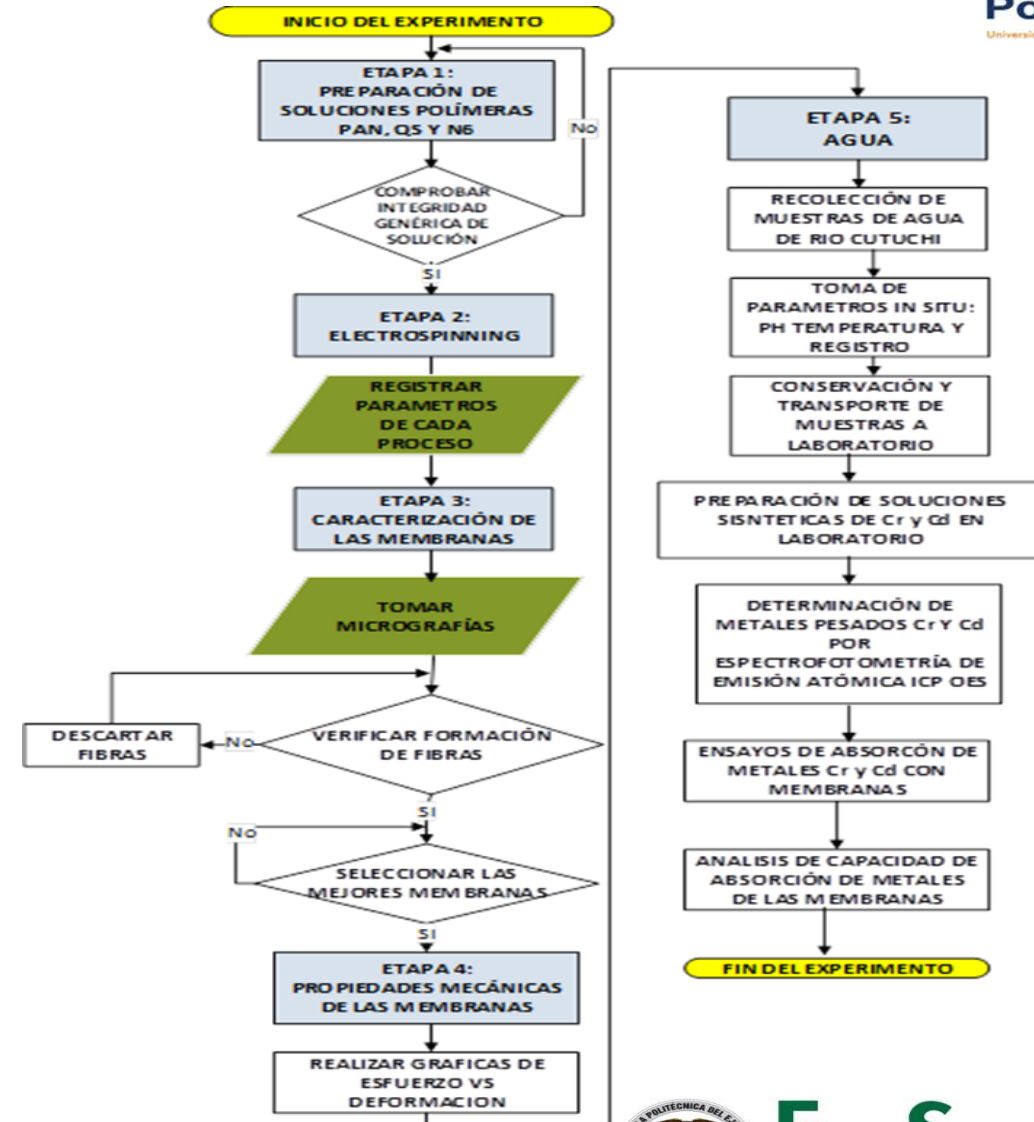 INICIO DEL EXPERIMENTO
ETAPA 1:
PREPARACIÓN DE
SOLUCIONES POLÍMERAS
PAN, QS Y N6
No
COMPROBAR
INTEGRIDAD
GENÉRICA DE
SOLUCIÓN
SI
ETAPA 2:
ELECTROSPINNING
REGISTRAR
PARAMETROS
DE CADA
PROCESO
ETAPA 3:
CARACTERIZACIÓN DE
LAS MEMBRANAS
TOMAR
MICROGRAFÍAS
VERIFICAR FORMACIÓN
DE FIBRAS
No
DESCARTAR
FIBRAS
SI
No
SELECCIONAR LAS
MEJORES MEMBRANAS
SI
ETAPA 4:
PROPIEDADES MECÁNICAS
DE LAS MEMBRANAS
REALIZAR GRAFICAS DE
ESFUERZO VS
DEFORMACION
ETAPA 5:
AGUA
RECOLECCIÓN DE
MUESTRAS DE AGUA
DE RIO CUTUCHI
TOMA DE
PARAMETROS IN SITU:
PH TEMPERATURA Y
REGISTRO
CONSERVACIÓN Y
TRANSPORTE DE
MUESTRAS A
LABORATORIO
PREPARACIÓN DE SOLUCIONES
SISNTETICAS DE Cr y Cd EN
LABORATORIO
DETERMINACIÓN DE
METALES PESADOS Cr Y Cd
POR
ESPECTROFOTOMETRÍA DE
EMISIÓN ATÓMICA ICP OES
ENSAYOS DE ABSORCÓN DE
METALES Cr y Cd CON
MEMBRANAS
ANALISIS DE CAPACIDAD DE
ABSORCIÓN DE METALES
DE LAS MEMBRANAS
FIN DEL EXPERIMENTO